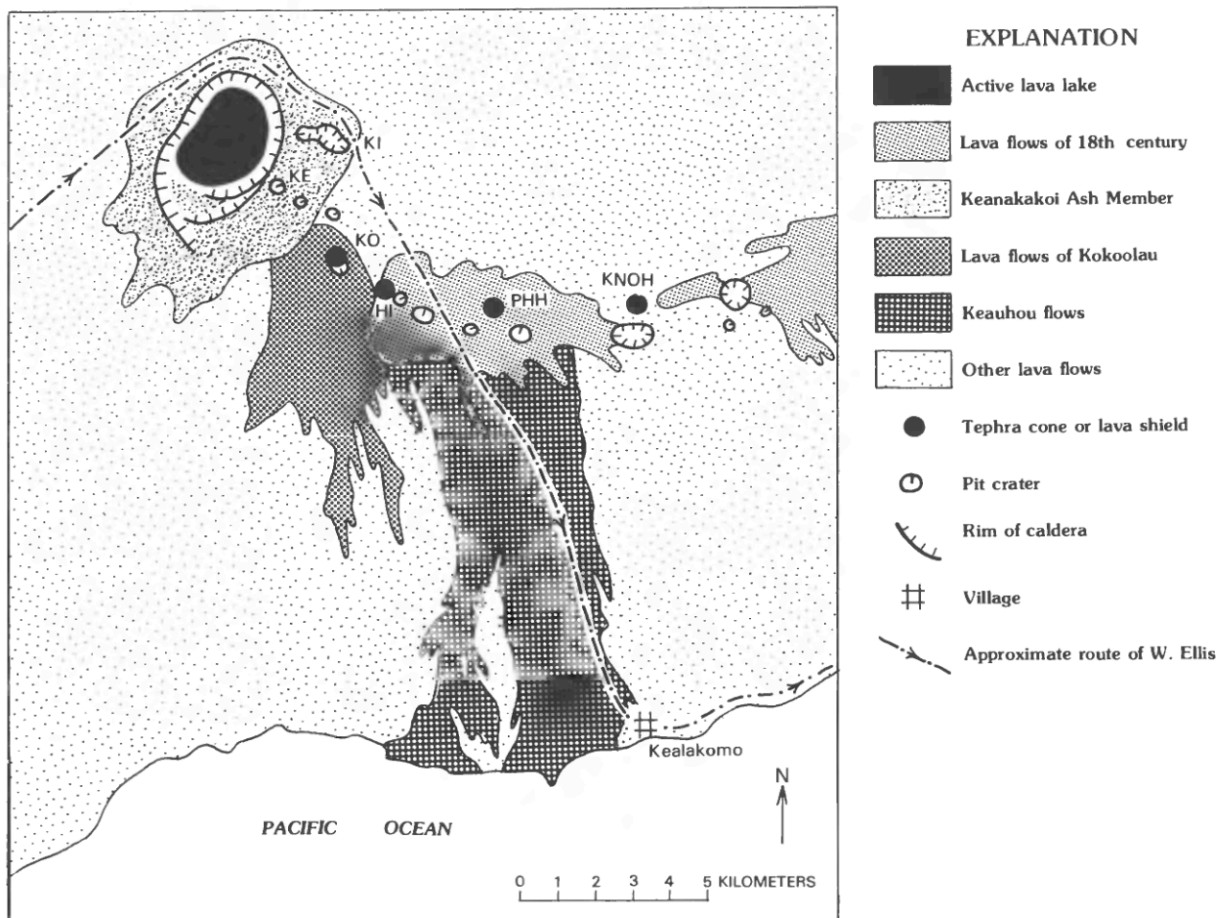 KI
KE
KO
HI
PHH
KNOH
Kealakomo
N
PACIFIC OCEAN
0 1 2 3 4 5 KILOMETERS
EXPLANATION
Active lava lake
Lava flows of 18th century
Keanakakoi Ash Member
Lava flows of Kokoolau
Keauhou flows
Other lava flows
Tephra cone or lava shield
Pit crater
Rim of caldera
Village
Approximate route of W. Ellis